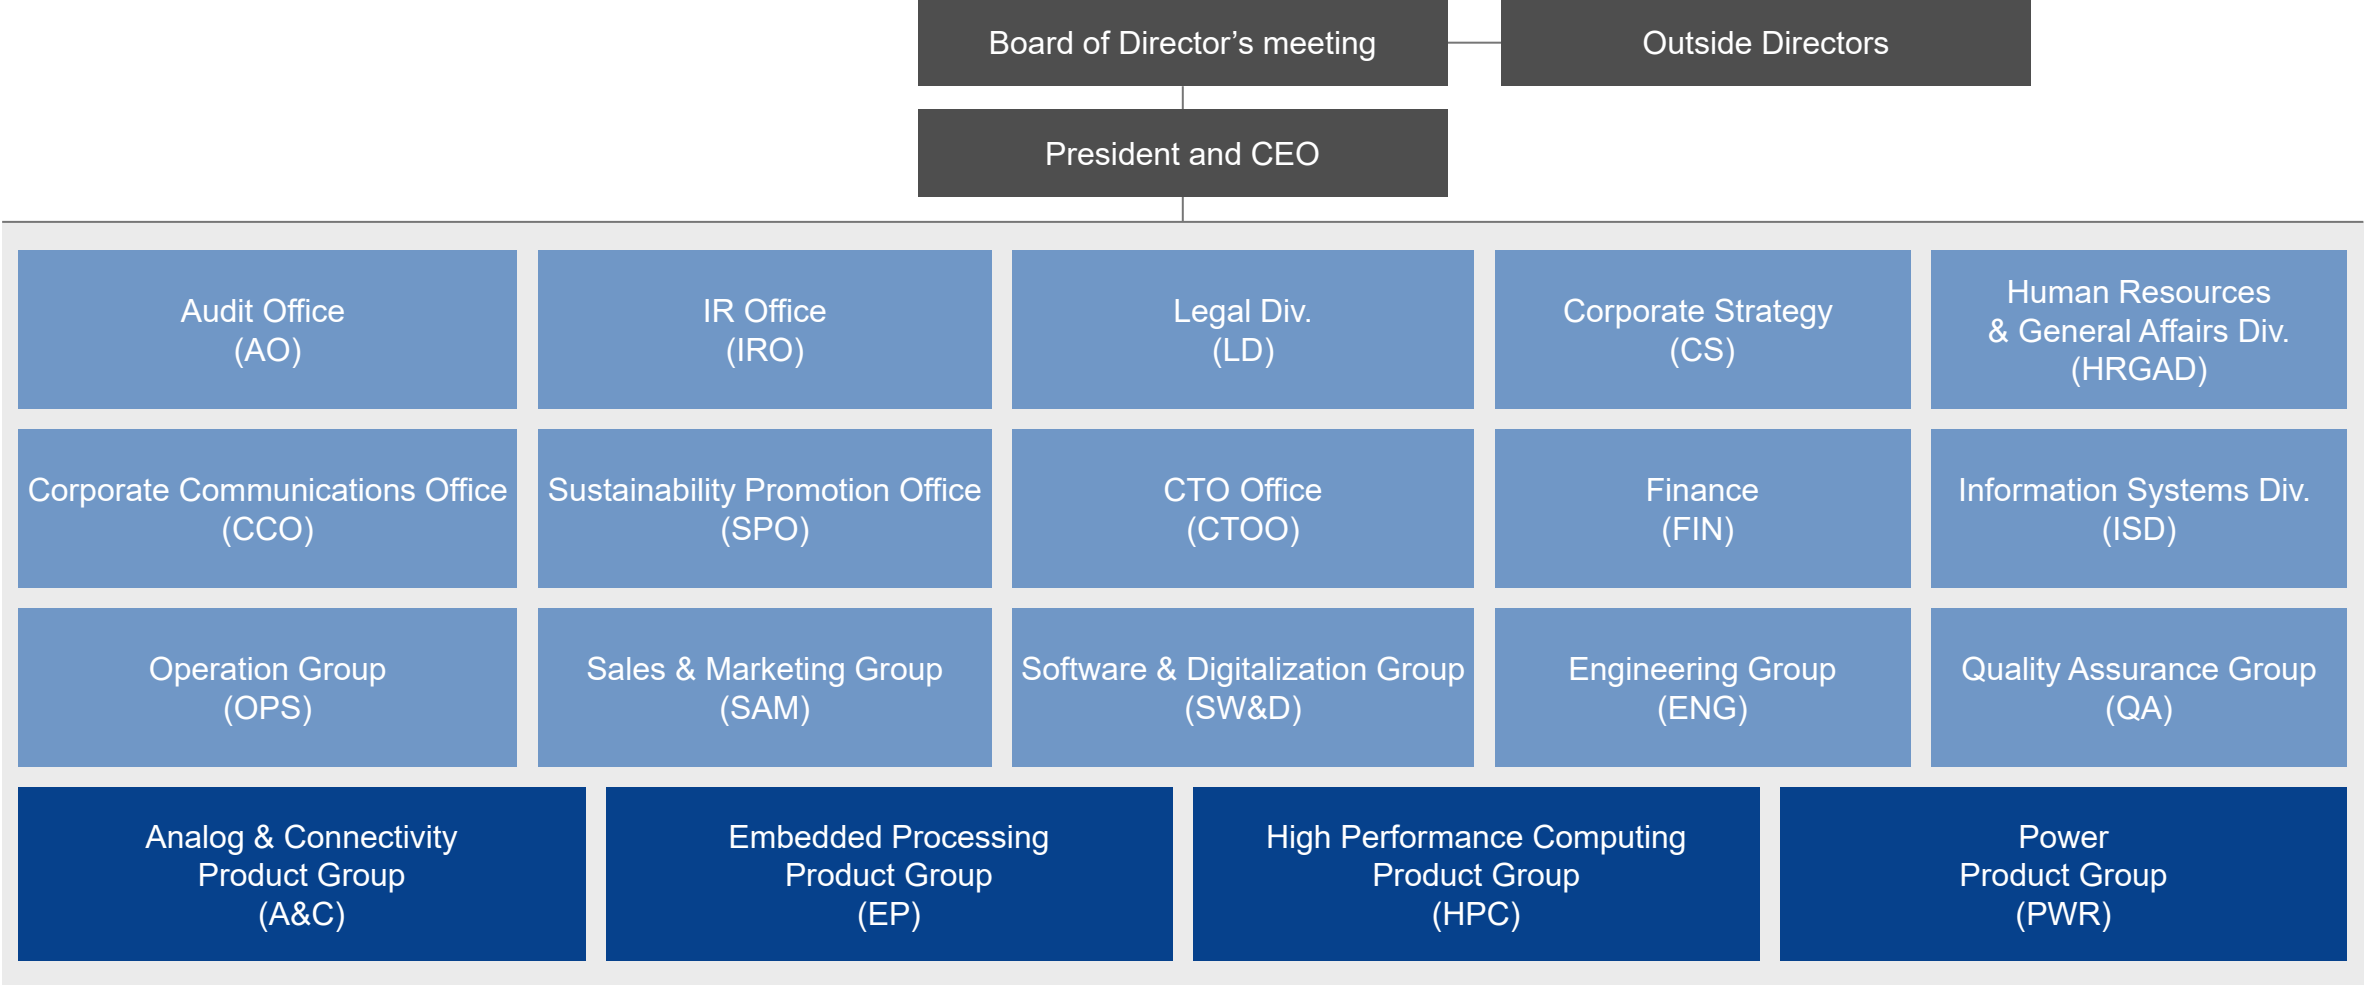 Board of Director’s meeting
Outside Directors
President and CEO
Audit Office
(AO)
IR Office
(IRO)
Legal Div.
(LD)
Corporate Strategy
(CS)
Human Resources
& General Affairs Div.
(HRGAD)
Corporate Communications Office
(CCO)
Sustainability Promotion Office
(SPO)
CTO Office
(CTOO)
Finance
(FIN)
Information Systems Div.
(ISD)
Operation Group
(OPS)
Sales & Marketing Group
(SAM)
Software & Digitalization Group
(SW&D)
Engineering Group
(ENG)
Quality Assurance Group
(QA)
Analog & Connectivity
Product Group
(A&C)
Embedded Processing
Product Group
(EP)
High Performance Computing
Product Group
(HPC)
Power
Product Group
(PWR)